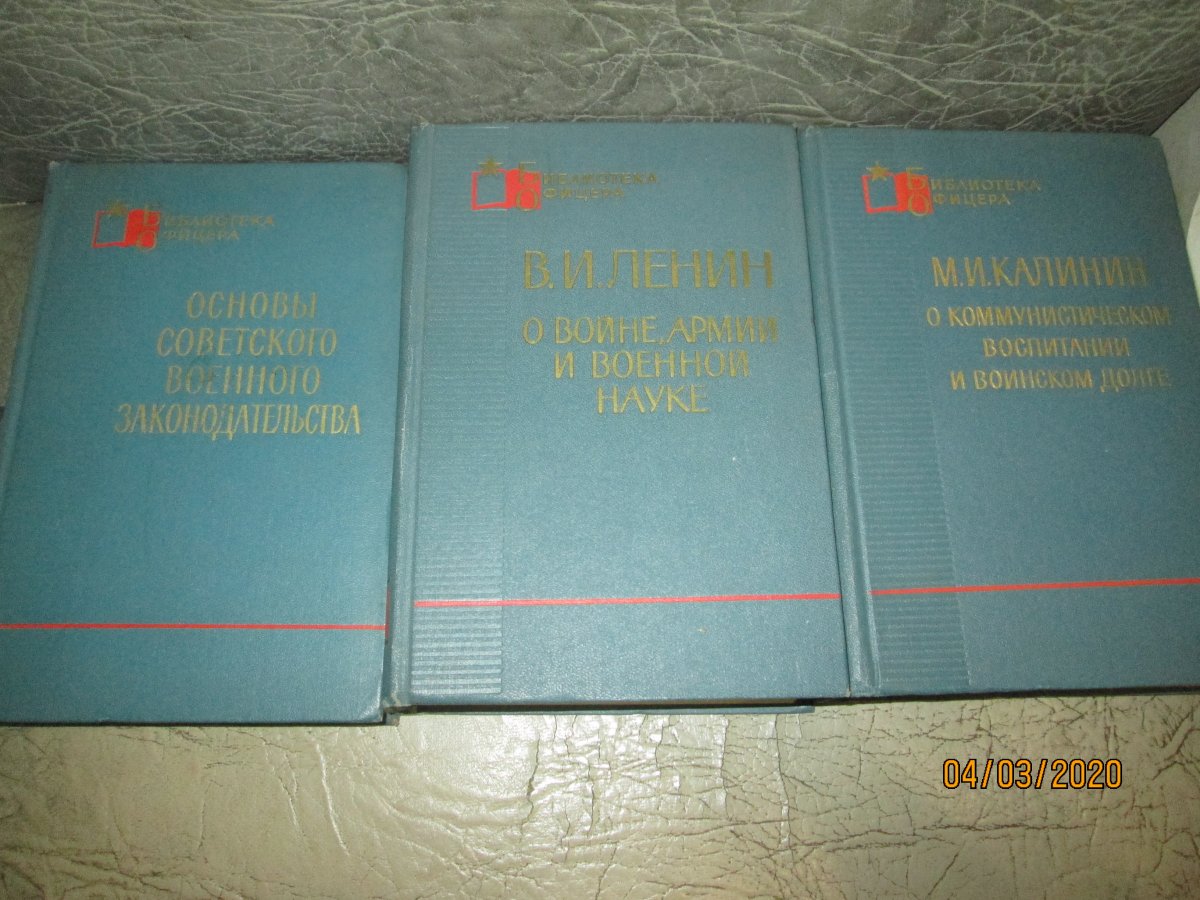 БИБЛИОТЕКА
ОФИЦЕРА
ОСНОВЫ
СОВЕТСКОГО
ВОЕННОГО
ЗАКОНОДАТЕЛЬСТВА
БИБЛИОТЕКА
ОФИЦЕРА
В.И.ЛЕНИН
О ВОЙНЕ, АРМИИ
И ВОЕННОЙ
НАУКЕ
БИБЛИОТЕКА
ОФИЦЕРА
М.И.КАЛИНИН
О КОММУНИСТИЧЕСКОМ
ВОСПИТАНИИ
И ВОИНСКОМ ДОЛГЕ
04/03/2020